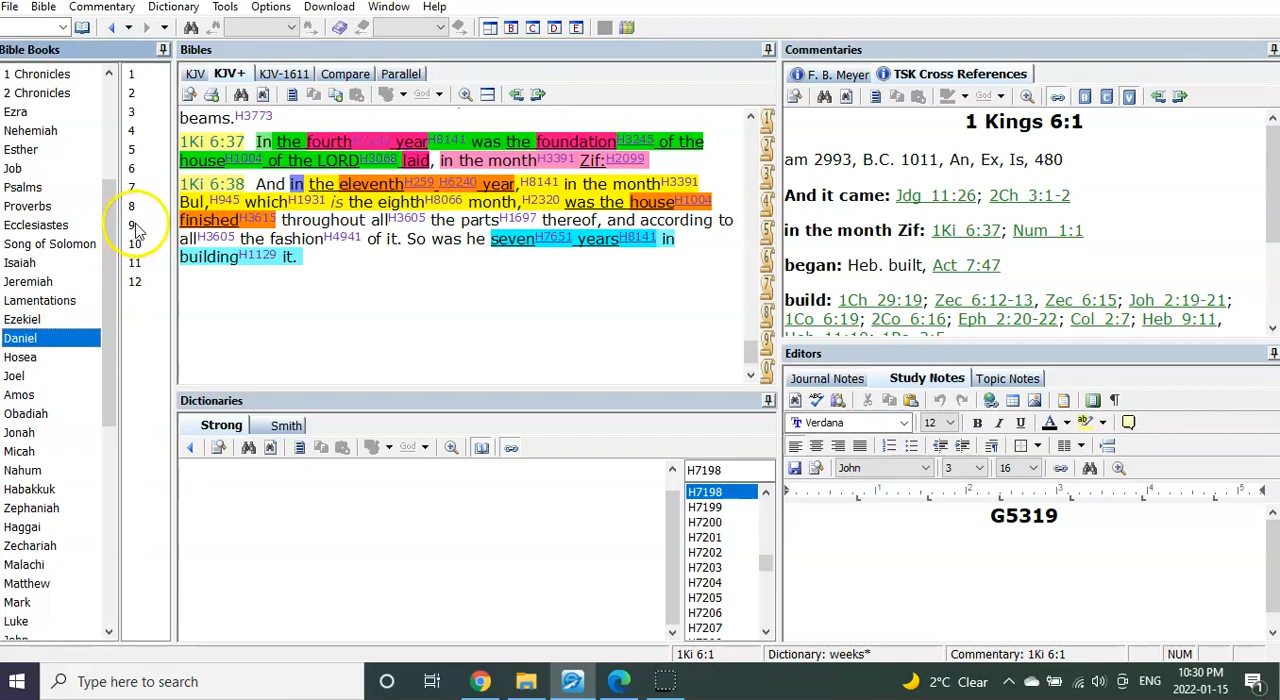 File Bible Commentary Dictionary Tools Options Download Window Help
Bible Books
1 Chronicles
2 Chronicles
Ezra
Nehemiah
Esther
Job
Psalms
Proverbs
Ecclesiastes
Song of Solomon
Isaiah
Jeremiah
Lamentations
Ezekiel
Daniel
Hosea
Joel
Amos
Obadiah
Jonah
Micah
Nahum
Habakkuk
Zephaniah
Haggai
Zechariah
Malachi
Matthew
Mark
Luke
John
1
2
3
4
5
6
7
8
9
10
11
12
Bibles
KJV KJV+ KJV-1611 Compare Parallel
beams.H3773
1Ki 6:37 In the fourth year H8141 was the foundation H3245 of the
house H1004 of the LORD H3068 laid, in the month H3391 Zif: H2099
1Ki 6:38 And in the eleventh H259 H6240 year, H8141 in the month H3391
Bul, H945 which H1931 is the eighth H8066 month, H2320 was the house H1004
finished H3615 throughout all H3605 the parts H1697 thereof, and according to
all H3605 the fashion H4941 of it. So was he seven H7651 years H8141 in
building H1129 it.
Dictionaries
Strong Smith
H7198
H7198
H7199
H7200
H7201
H7202
H7203
H7204
H7205
H7206
H7207
Commentaries
F. B. Meyer TSK Cross References
1 Kings 6:1
am 2993, B.C. 1011, An, Ex, Is, 480
And it came: Jdg 11:26; 2Ch 3:1-2
in the month Zif: 1Ki 6:37; Num 1:1
began: Heb. built, Act 7:47
build: 1Ch 29:19; Zec 6:12-13, Zec 6:15; Joh 2:19-21;
1Co 6:19; 2Co 6:16; Eph 2:20-22; Col 2:7; Heb 9:11,
Editors
Journal Notes Study Notes Topic Notes
Verdana 12 B I U A ab
John 3 16
1 2 3 4 5
G5319
1Ki 6:1 Dictionary: weeks* Commentary: 1Ki 6:1 NUM
Type here to search
2°C Clear ENG 10:30 PM
2022-01-15
1